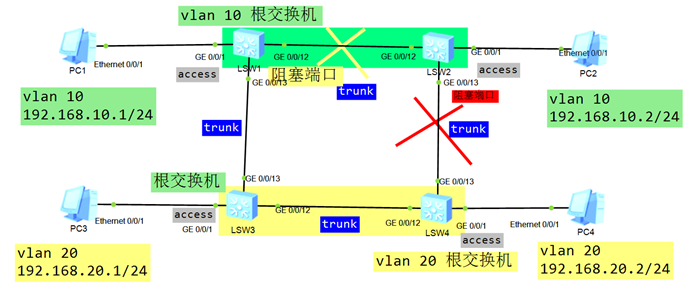 vlan 10 根交换机
GE 0/0/1
GE 0/0/12
GE 0/0/12
GE 0/0/1
Ethernet 0/0/1
Ethernet 0/0/1
PC1
access
LSW1
阻塞端口
LSW2
access
PC2
GE 0/0/13
GE 0/0/13
trunk
阻塞端口
vlan 10
192.168.10.1/24
vlan 10
192.168.10.2/24
trunk
trunk
根交换机
GE 0/0/13
GE 0/0/13
PC3
Ethernet 0/0/1
access
GE 0/0/1
LSW3
GE 0/0/12
trunk
GE 0/0/12
LSW4
GE 0/0/1
access
Ethernet 0/0/1
PC4
vlan 20
192.168.20.1/24
vlan 20 根交换机
vlan 20
192.168.20.2/24